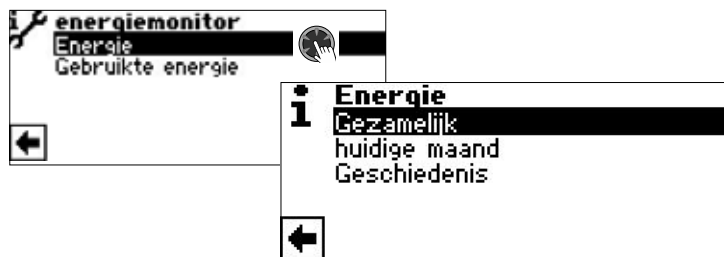 energiemonitor
Energie
Gebruikte energie
Energie
Gezamelijk
huidige maand
Geschiedenis